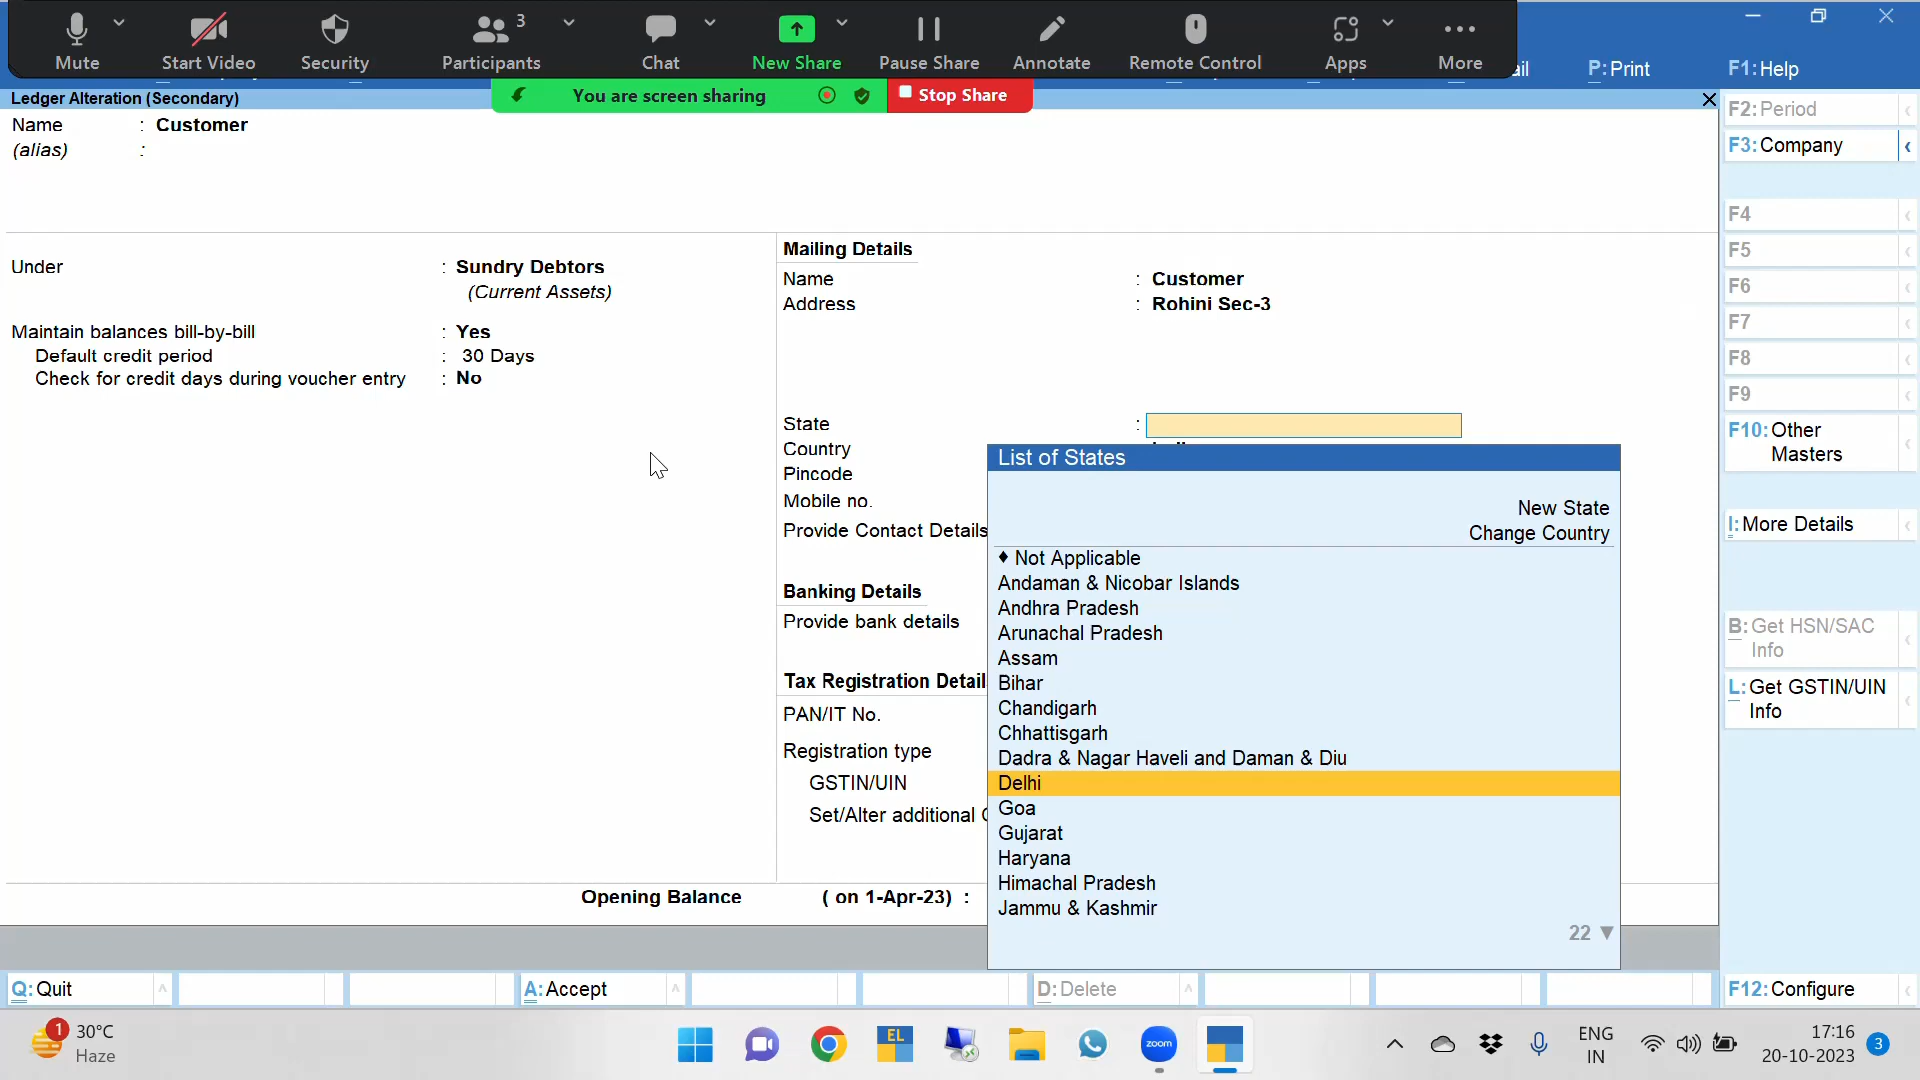 Mute
Start Video
Security
Participants
3
Chat
New Share
Pause Share
Annotate
Remote Control
Apps
More
You are screen sharing
Stop Share
P:Print
F1:Help
Ledger Alteration (Secondary)
Name : Customer
(alias) :
Under : Sundry Debtors
(Current Assets)
Maintain balances bill-by-bill : Yes
Default credit period : 30 Days
Check for credit days during voucher entry : No
Mailing Details
Name : Customer
Address : Rohini Sec-3
State :
Country
Pincode
Mobile no.
Provide Contact Details
Banking Details
Provide bank details
Tax Registration Detail
PAN/IT No.
Registration type
GSTIN/UIN
Set/Alter additional
Opening Balance ( on 1-Apr-23) :
List of States
New State
Change Country
♦ Not Applicable
Andaman & Nicobar Islands
Andhra Pradesh
Arunachal Pradesh
Assam
Bihar
Chandigarh
Chhattisgarh
Dadra & Nagar Haveli and Daman & Diu
Delhi
Goa
Gujarat
Haryana
Himachal Pradesh
Jammu & Kashmir
22 ▼
F2:Period
F3:Company
F4
F5
F6
F7
F8
F9
F10:Other
Masters
I:More Details
B:Get HSN/SAC
Info
L:Get GSTIN/UIN
Info
F12:Configure
Q:Quit
A:Accept
D:Delete
1
30°C
Haze
EL
zoom
ENG
IN
17:16
20-10-2023
3